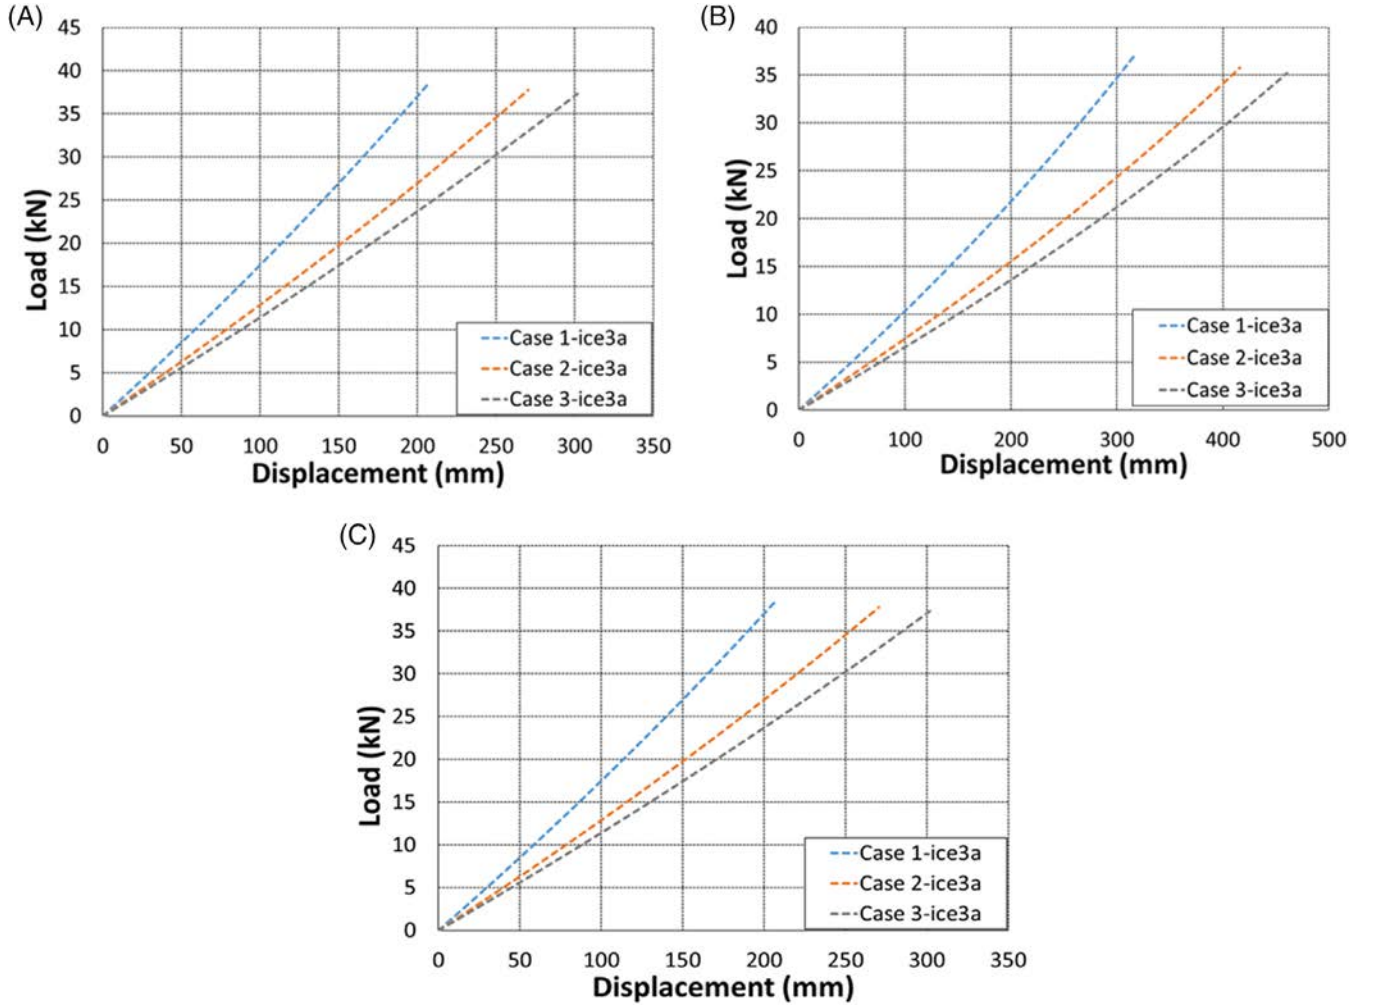 (A)
45
40
35
30
25
20
15
10
5
0
Load (kN)
0 50 100 150 200 250 300 350
Displacement (mm)
Case 1-ice3a
Case 2-ice3a
Case 3-ice3a
(B)
40
35
30
25
20
15
10
5
0
Load (kN)
0 100 200 300 400 500
Displacement (mm)
Case 1-ice3a
Case 2-ice3a
Case 3-ice3a
(C)
45
40
35
30
25
20
15
10
5
0
Load (kN)
0 50 100 150 200 250 300 350
Displacement (mm)
Case 1-ice3a
Case 2-ice3a
Case 3-ice3a